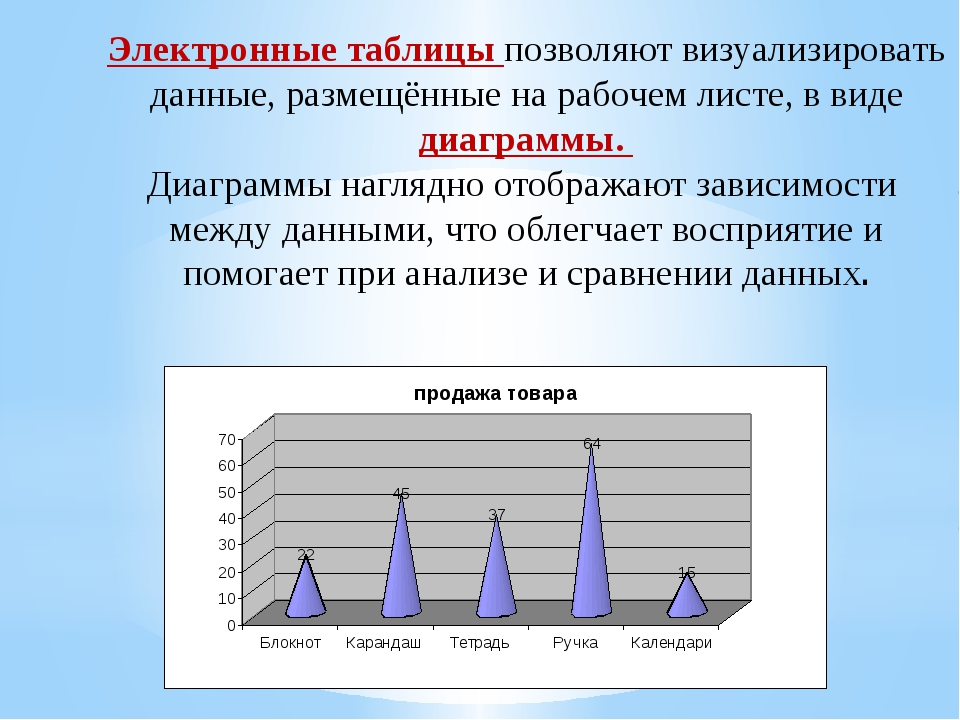 Электронные таблицы позволяют визуализировать
данные, размещённые на рабочем листе, в виде
диаграммы.
Диаграммы наглядно отображают зависимости
между данными, что облегчает восприятие и
помогает при анализе и сравнении данных.
продажа товара
70
60
50
40
30
20
10
0
22
45
37
64
15
Блокнот Карандаш Тетрадь Ручка Календари